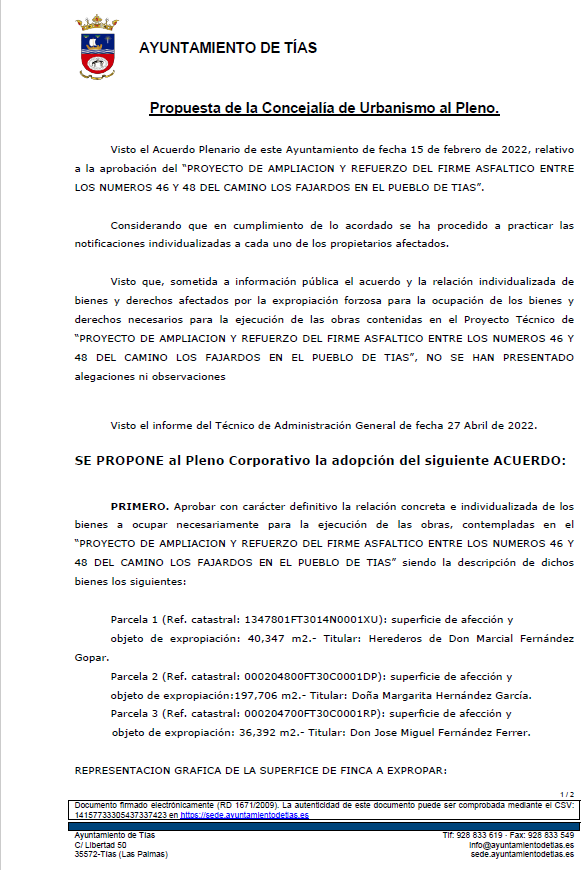 AYUNTAMIENTO DE TÍAS
Propuesta de la Concejalía de Urbanismo al Pleno.
Visto el Acuerdo Plenario de este Ayuntamiento de fecha 15 de febrero de 2022, relativo
a la aprobación del "PROYECTO DE AMPLIACION Y REFUERZO DEL FIRME ASFALTICO ENTRE
LOS NUMEROS 46 Y 48 DEL CAMINO LOS FAJARDOS EN EL PUEBLO DE TIAS".
Considerando que en cumplimiento de lo acordado se ha procedido a practicar las
notificaciones individualizadas a cada uno de los propietarios afectados.
Visto que, sometida a información pública el acuerdo y la relación individualizada de
bienes y derechos afectados por la expropiación forzosa para la ocupación de los bienes y
derechos necesarios para la ejecución de las obras contenidas en el Proyecto Técnico de
"PROYECTO DE AMPLIACION Y REFUERZO DEL FIRME ASFALTICO ENTRE LOS NUMEROS 46 Y
48 DEL CAMINO LOS FAJARDOS EN EL PUEBLO DE TIAS", NO SE HAN PRESENTADO
alegaciones ni observaciones
Visto el informe del Técnico de Administración General de fecha 27 Abril de 2022.
SE PROPONE al Pleno Corporativo la adopción del siguiente ACUERDO:
PRIMERO. Aprobar con carácter definitivo la relación concreta e individualizada de los
bienes a ocupar necesariamente para la ejecución de las obras, contempladas en el
"PROYECTO DE AMPLIACION Y REFUERZO DEL FIRME ASFALTICO ENTRE LOS NUMEROS 46 Y
48 DEL CAMINO LOS FAJARDOS EN EL PUEBLO DE TIAS" siendo la descripción de dichos
bienes los siguientes:
Parcela 1 (Ref. catastral: 1347801FT3014N0001XU): superficie de afección y
objeto de expropiación: 40,347 m2.- Titular: Herederos de Don Marcial Fernández
Gopar.
Parcela 2 (Ref. catastral: 000204800FT30C0001DP): superficie de afección y
objeto de expropiación:197,706 m2.- Titular: Doña Margarita Hernández García.
Parcela 3 (Ref. catastral: 000204700FT30C0001RP): superficie de afección y
objeto de expropiación: 36,392 m2.- Titular: Don Jose Miguel Fernández Ferrer.
REPRESENTACION GRAFICA DE LA SUPERFICE DE FINCA A EXPROPAR:
1 / 2
Documento firmado electrónicamente (RD 1671/2009). La autenticidad de este documento puede ser comprobada mediante el CSV:
14157733305437337423 en https://sede.ayuntamientodetias.es
Ayuntamiento de Tías
C/ Libertad 50
35572-Tías (Las Palmas)
Tlf: 928 833 619 - Fax: 928 833 549
info@ayuntamientodetias.es
sede.ayuntamientodetias.es